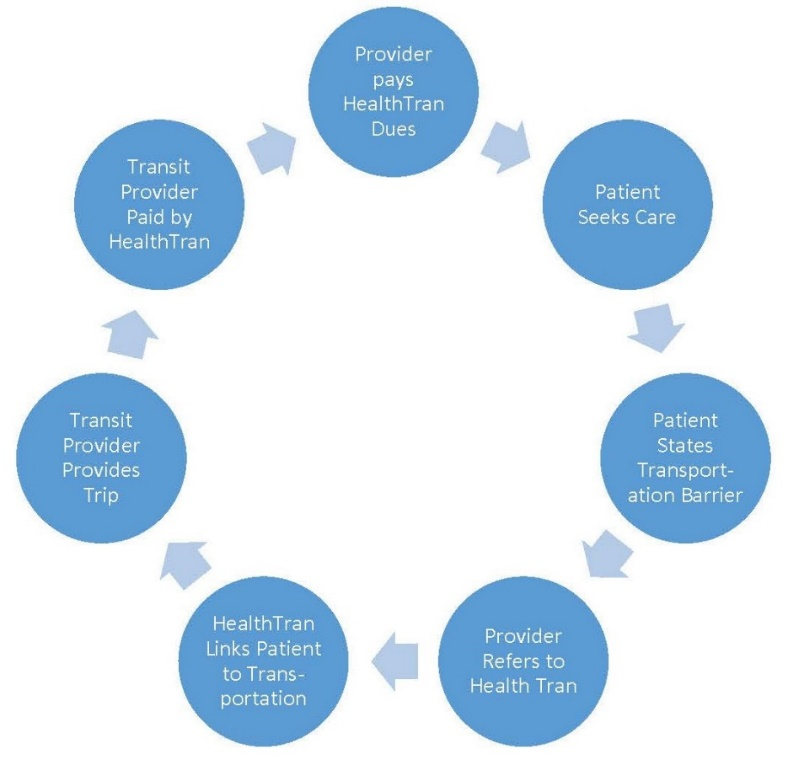 Provider
pays
HealthTran
Dues
Patient
Seeks Care
Patient
States
Transport-
ation Barrier
Provider
Refers to
Health Tran
HealthTran
Links Patient
to Trans-
portation
Transit
Provider
Provides
Trip
Transit
Provider
Paid by
HealthTran